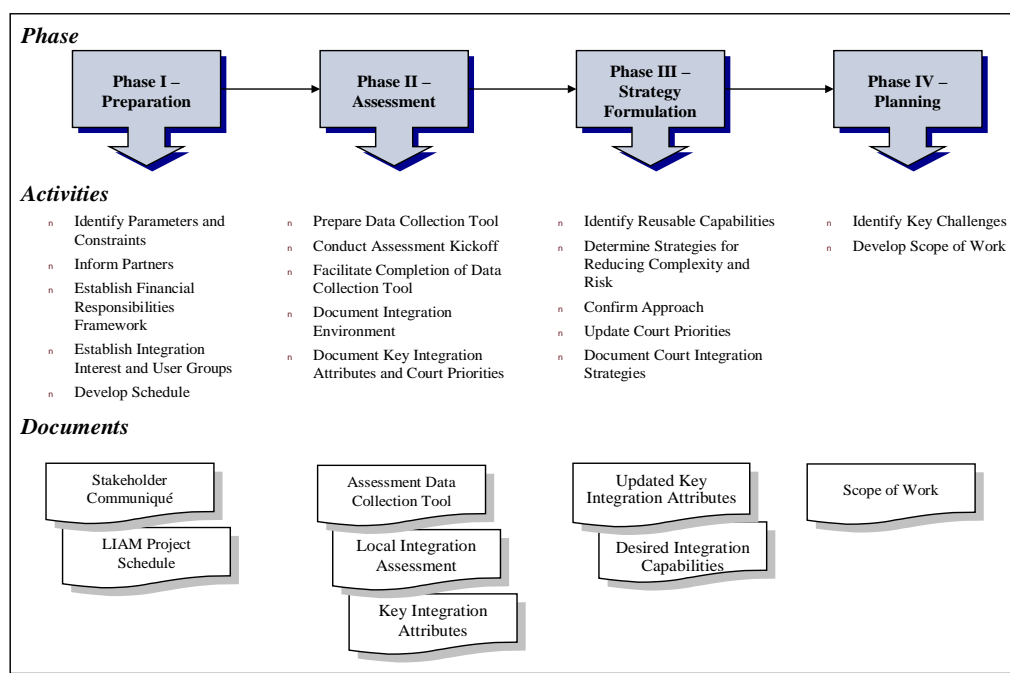 Phase
Phase I –
Preparation
Phase II –
Assessment
Phase III –
Strategy
Formulation
Phase IV –
Planning
Activities
n Identify Parameters and
Constraints
n Inform Partners
n Establish Financial
Responsibilities
Framework
n Establish Integration
Interest and User Groups
n Develop Schedule
n Prepare Data Collection Tool
n Conduct Assessment Kickoff
n Facilitate Completion of Data
Collection Tool
n Document Integration
Environment
n Document Key Integration
Attributes and Court Priorities
n Identify Reusable Capabilities
n Determine Strategies for
Reducing Complexity and
Risk
n Confirm Approach
n Update Court Priorities
n Document Court Integration
Strategies
n Identify Key Challenges
n Develop Scope of Work
Documents
Stakeholder
Communiqué
LIAM Project
Schedule
Assessment Data
Collection Tool
Local Integration
Assessment
Key Integration
Attributes
Updated Key
Integration Attributes
Desired Integration
Capabilities
Scope of Work